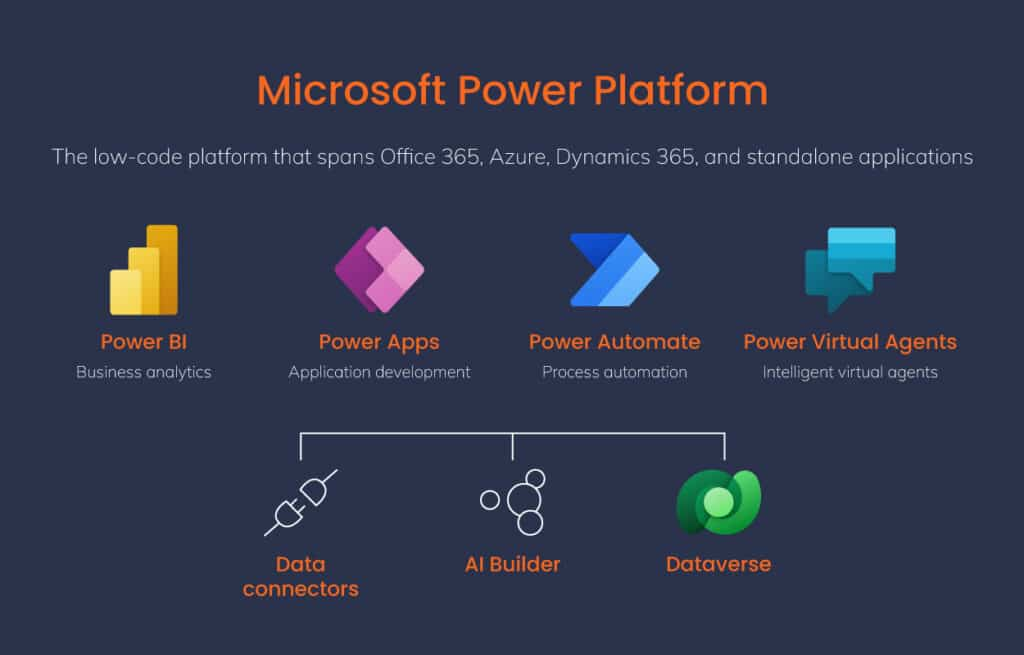 Microsoft Power Platform
The low-code platform that spans Office 365, Azure, Dynamics 365, and standalone applications
Power BI
Business analytics
Power Apps
Application development
Power Automate
Process automation
Power Virtual Agents
Intelligent virtual agents
Data
connectors
AI Builder
Dataverse